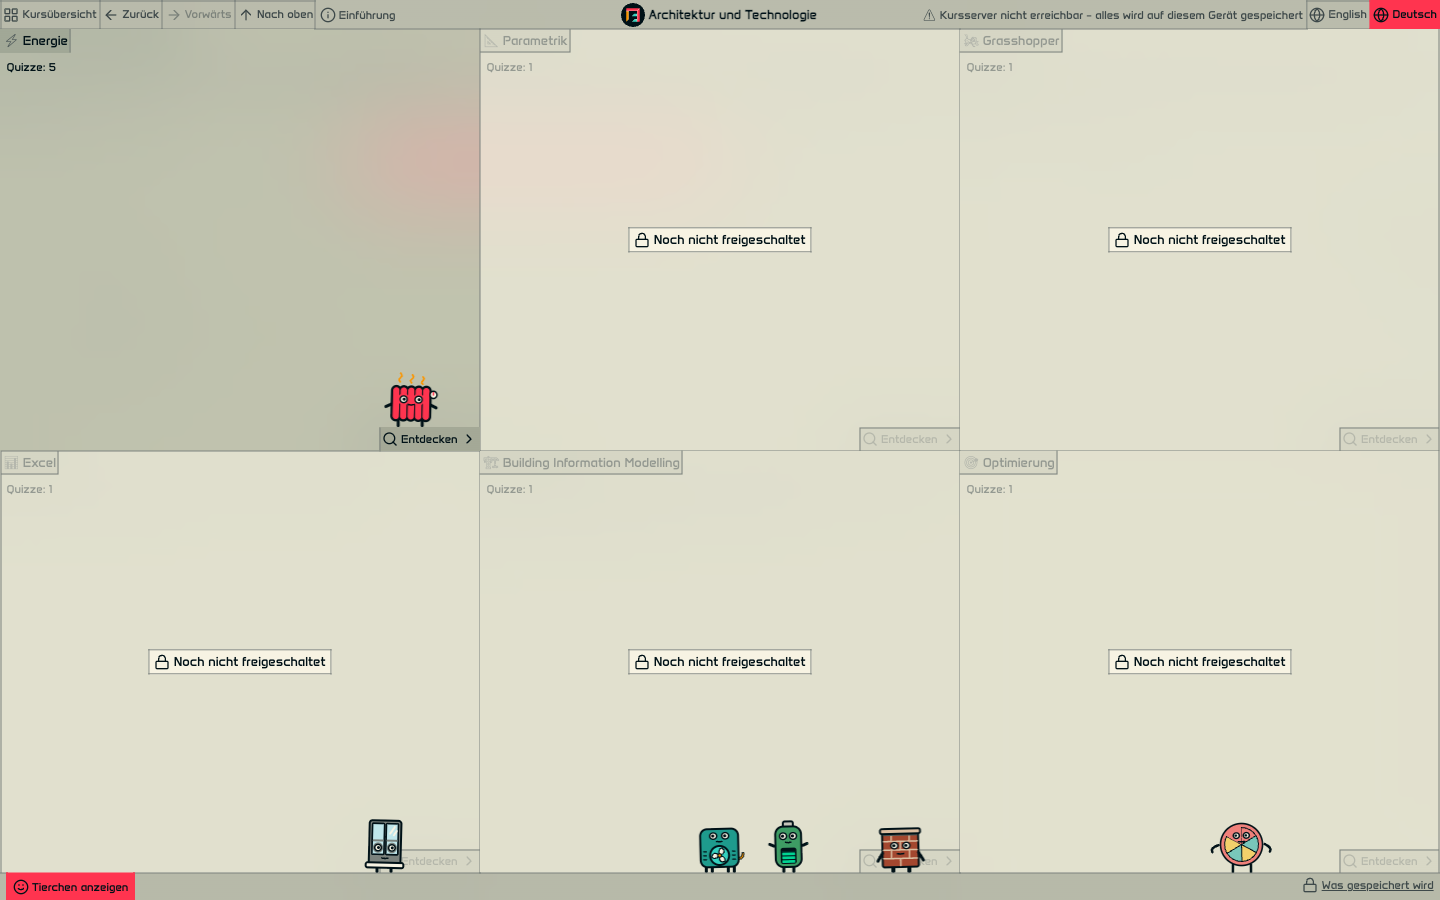 Kursübersicht
Zurück
Vorwärts
Nach oben
Einführung
Architektur und Technologie
Kursserver nicht erreichbar – alles wird auf diesem Gerät gespeichert
English
Deutsch
Energie
Quizze: 5
Entdecken
Parametrik
Quizze: 1
Noch nicht freigeschaltet
Entdecken
Grasshopper
Quizze: 1
Noch nicht freigeschaltet
Entdecken
Excel
Quizze: 1
Noch nicht freigeschaltet
Entdecken
Building Information Modelling
Quizze: 1
Noch nicht freigeschaltet
en
Optimierung
Quizze: 1
Noch nicht freigeschaltet
Entdecken
Tierchen anzeigen
Was gespeichert wird